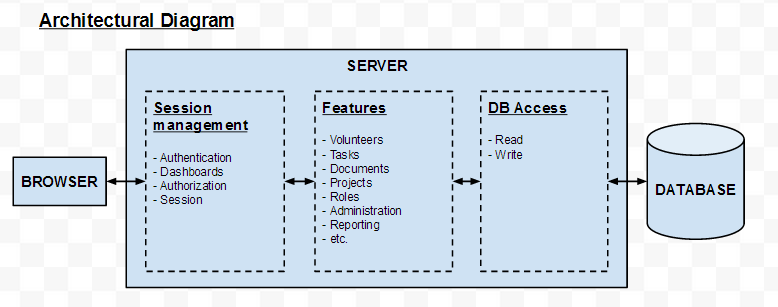 Architectural Diagram
SERVER
Session
management
- Authentication
- Dashboards
- Authorization
- Session
Features
- Volunteers
- Tasks
- Documents
- Projects
- Roles
- Administration
- Reporting
- etc.
DB Access
- Read
- Write
BROWSER
DATABASE